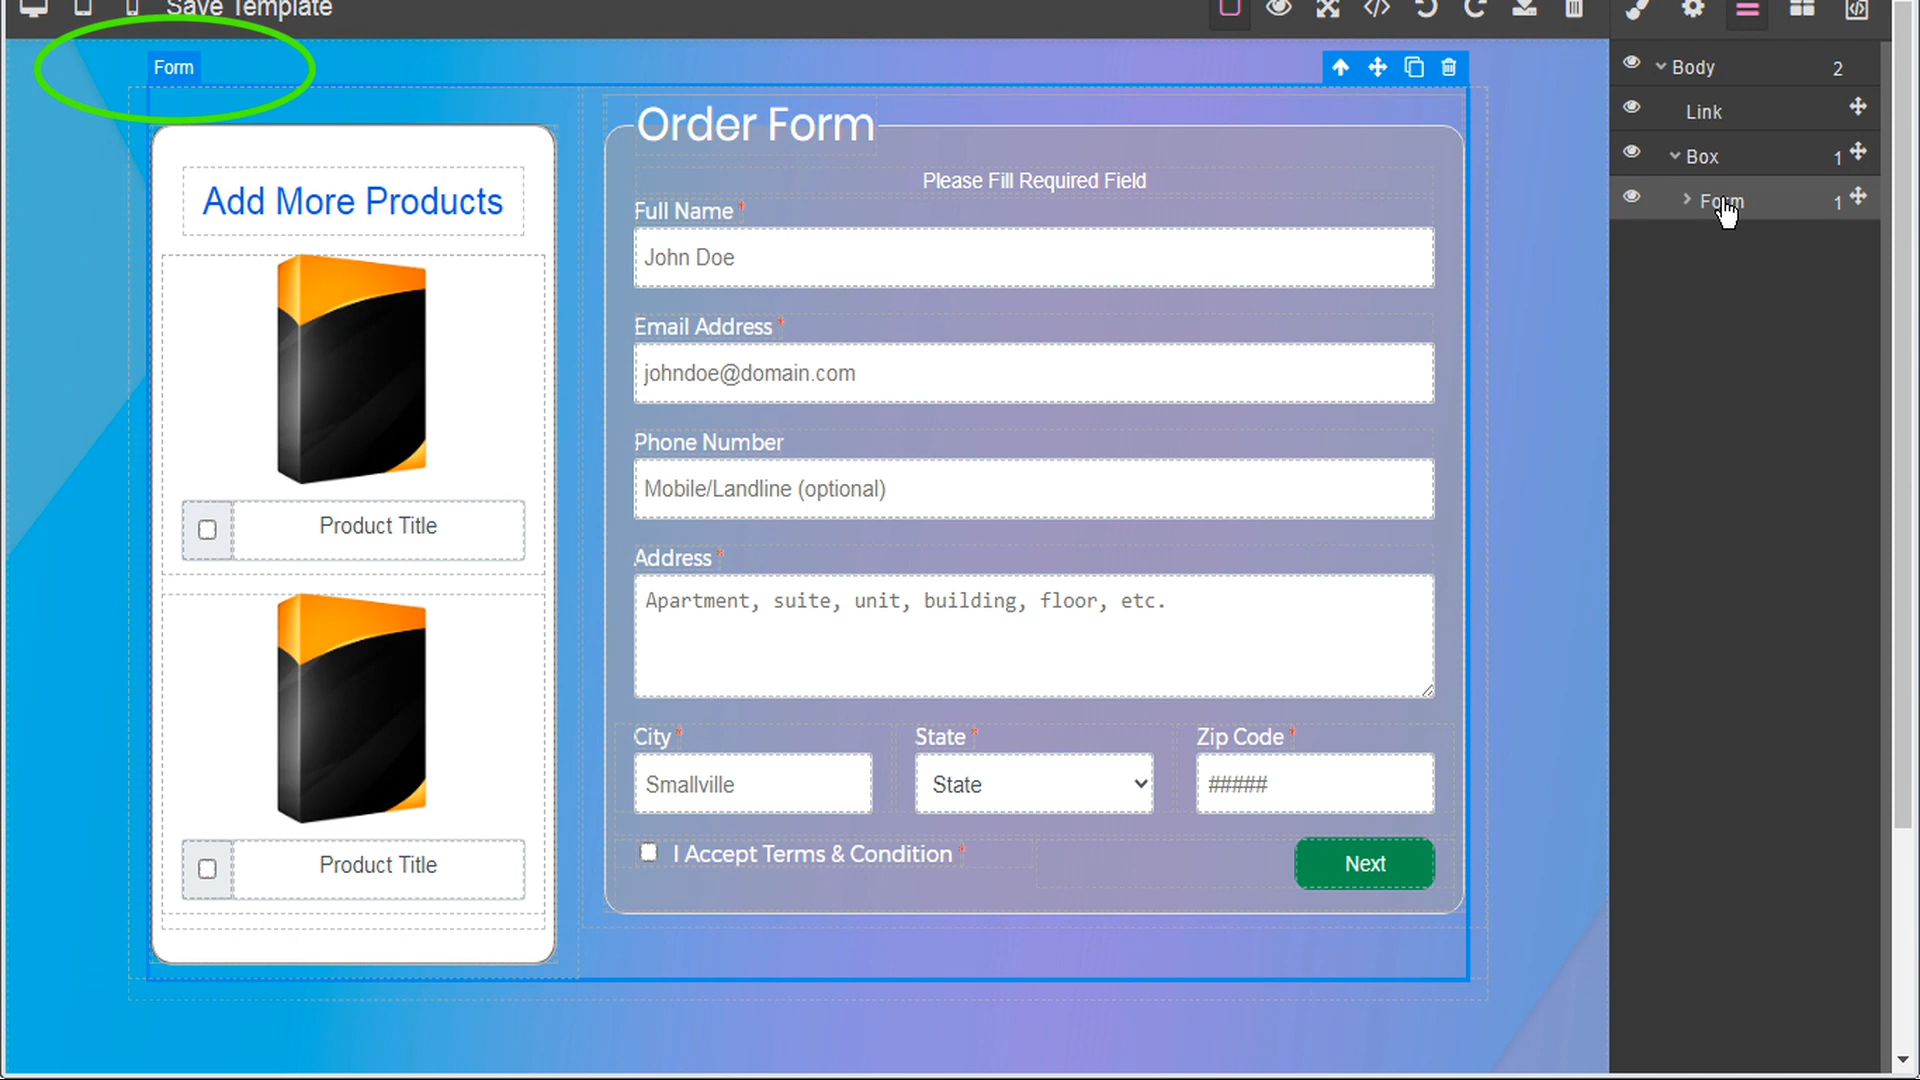 Save Template
Form
Body 2
Link
Box 1
Form 1
Add More Products
Product Title
Product Title
Order Form
Please Fill Required Field
Full Name *
John Doe
Email Address *
johndoe@domain.com
Phone Number
Mobile/Landline (optional)
Address *
Apartment, suite, unit, building, floor, etc.
City * State * Zip Code *
Smallville State #####
I Accept Terms & Condition *
Next